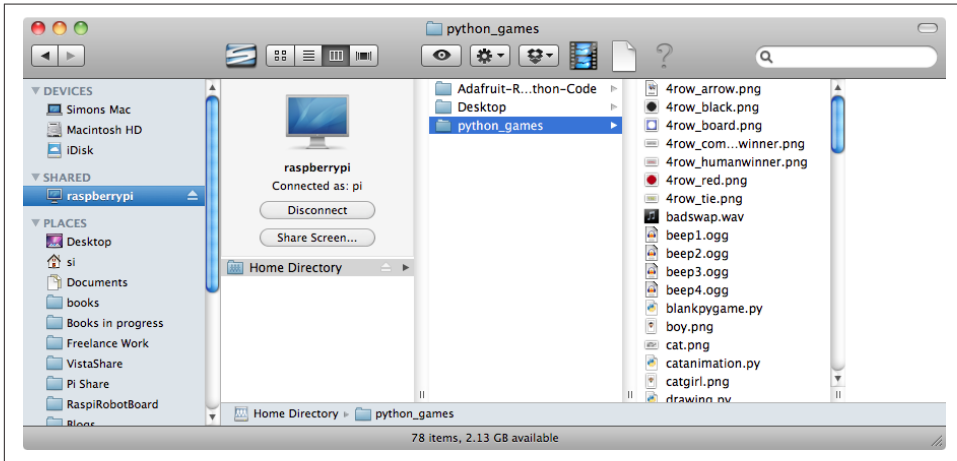 python_games
DEVICES
Simons Mac
Macintosh HD
iDisk
SHARED
raspberrypi
PLACES
Desktop
si
Documents
books
Books in progress
Freelance Work
VistaShare
Pi Share
RaspiRobotBoard
Blogs
raspberrypi
Connected as: pi
Disconnect
Share Screen...
Home Directory
Adafruit-R...thon-Code
Desktop
python_games
4row_arrow.png
4row_black.png
4row_board.png
4row_com...winner.png
4row_humanwinner.png
4row_red.png
4row_tie.png
badswap.wav
beep1.ogg
beep2.ogg
beep3.ogg
beep4.ogg
blankpygame.py
boy.png
cat.png
catanimation.py
catgirl.png
drawing.py
Home Directory ▸ python_games
78 items, 2.13 GB available